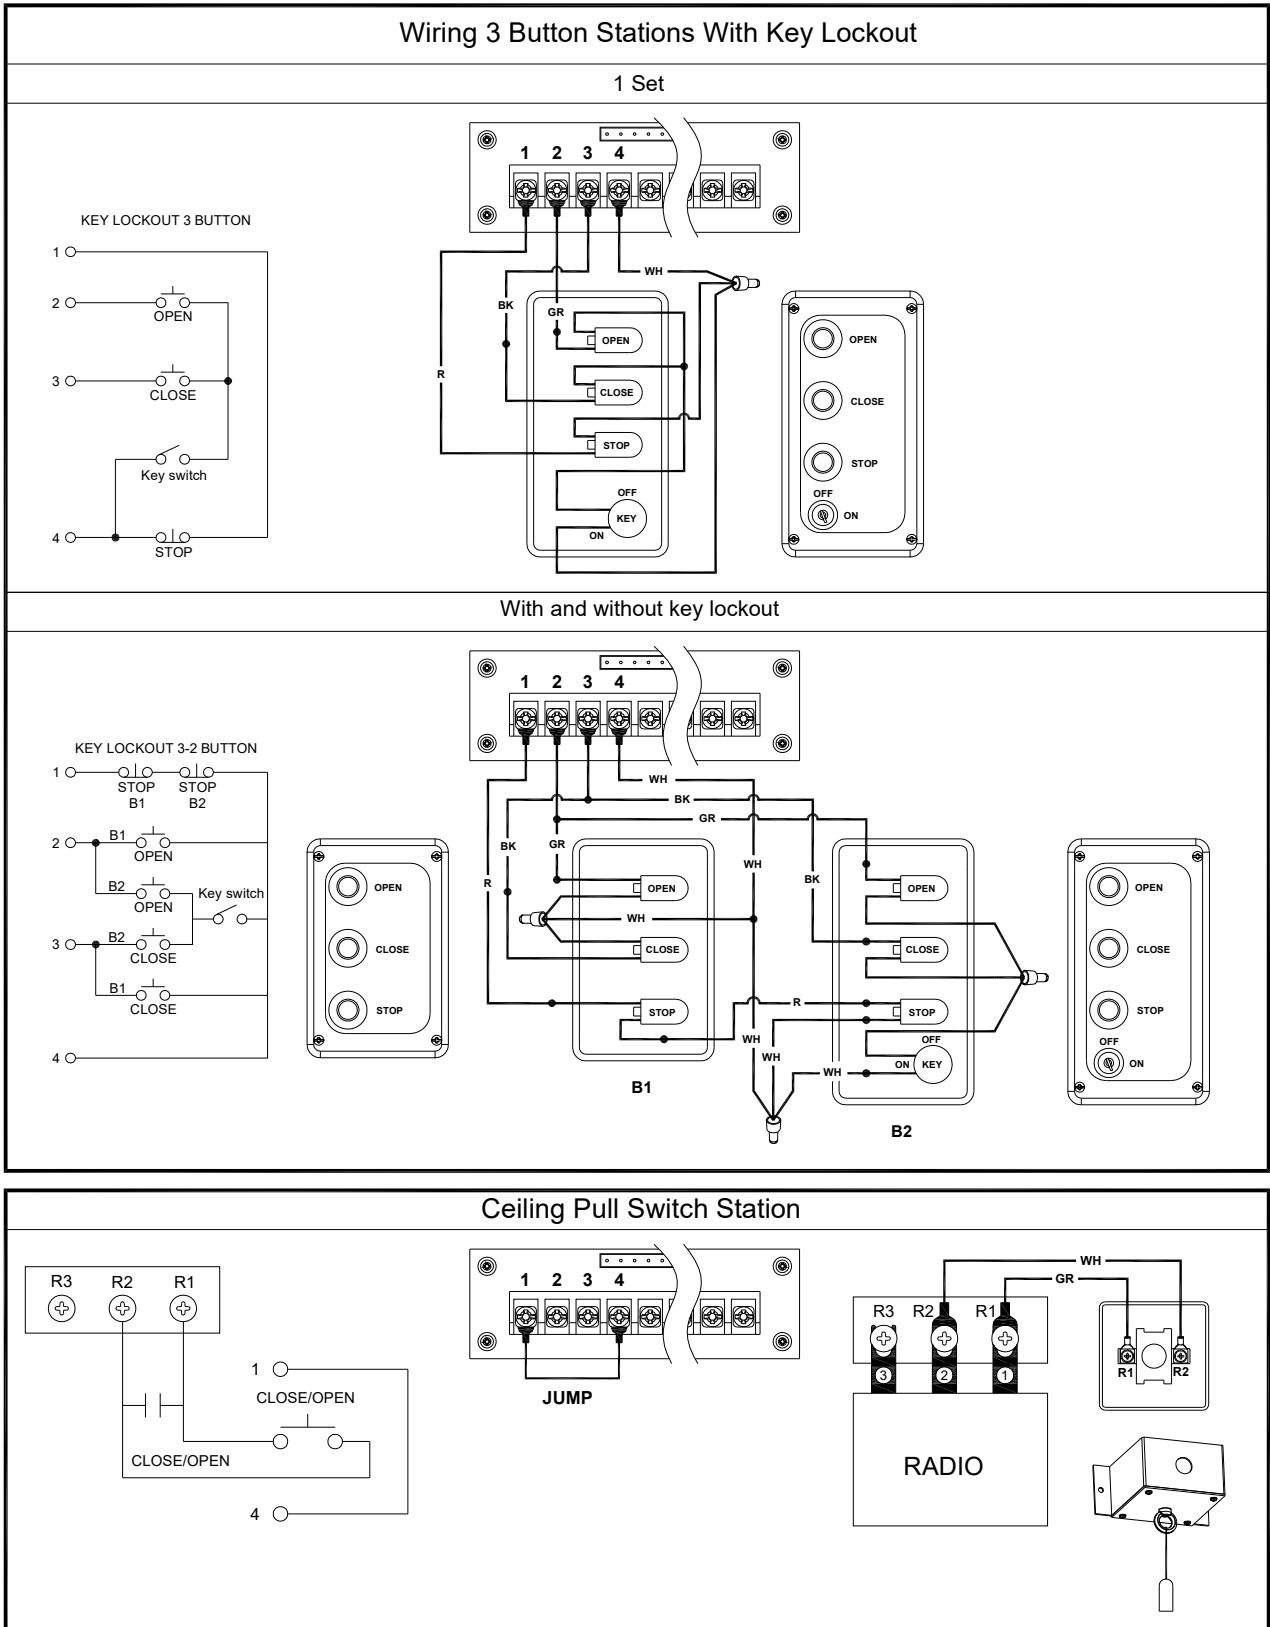 Wiring 3 Button Stations With Key Lockout
1 Set
1 2 3 4
KEY LOCKOUT 3 BUTTON
1
2
OPEN
3
CLOSE
Key switch
4
STOP
WH
BK
GR
R
OPEN
CLOSE
STOP
OFF
KEY
ON
OPEN
CLOSE
STOP
OFF
ON
With and without key lockout
1 2 3 4
KEY LOCKOUT 3-2 BUTTON
1
STOP STOP
B1 B2
2
B1
OPEN
B2
OPEN
Key switch
3
B2
CLOSE
B1
CLOSE
4
OPEN
CLOSE
STOP
WH
BK
GR
BK
GR
R
WH
BK
OPEN
WH
CLOSE
STOP
B1
R
WH
WH
WH
OPEN
CLOSE
STOP
OFF
ON
KEY
B2
OPEN
CLOSE
STOP
OFF
ON
Ceiling Pull Switch Station
R3 R2 R1
1
CLOSE/OPEN
CLOSE/OPEN
4
1 2 3 4
JUMP
WH
GR
R3 R2 R1
3 2 1
RADIO
R1 R2